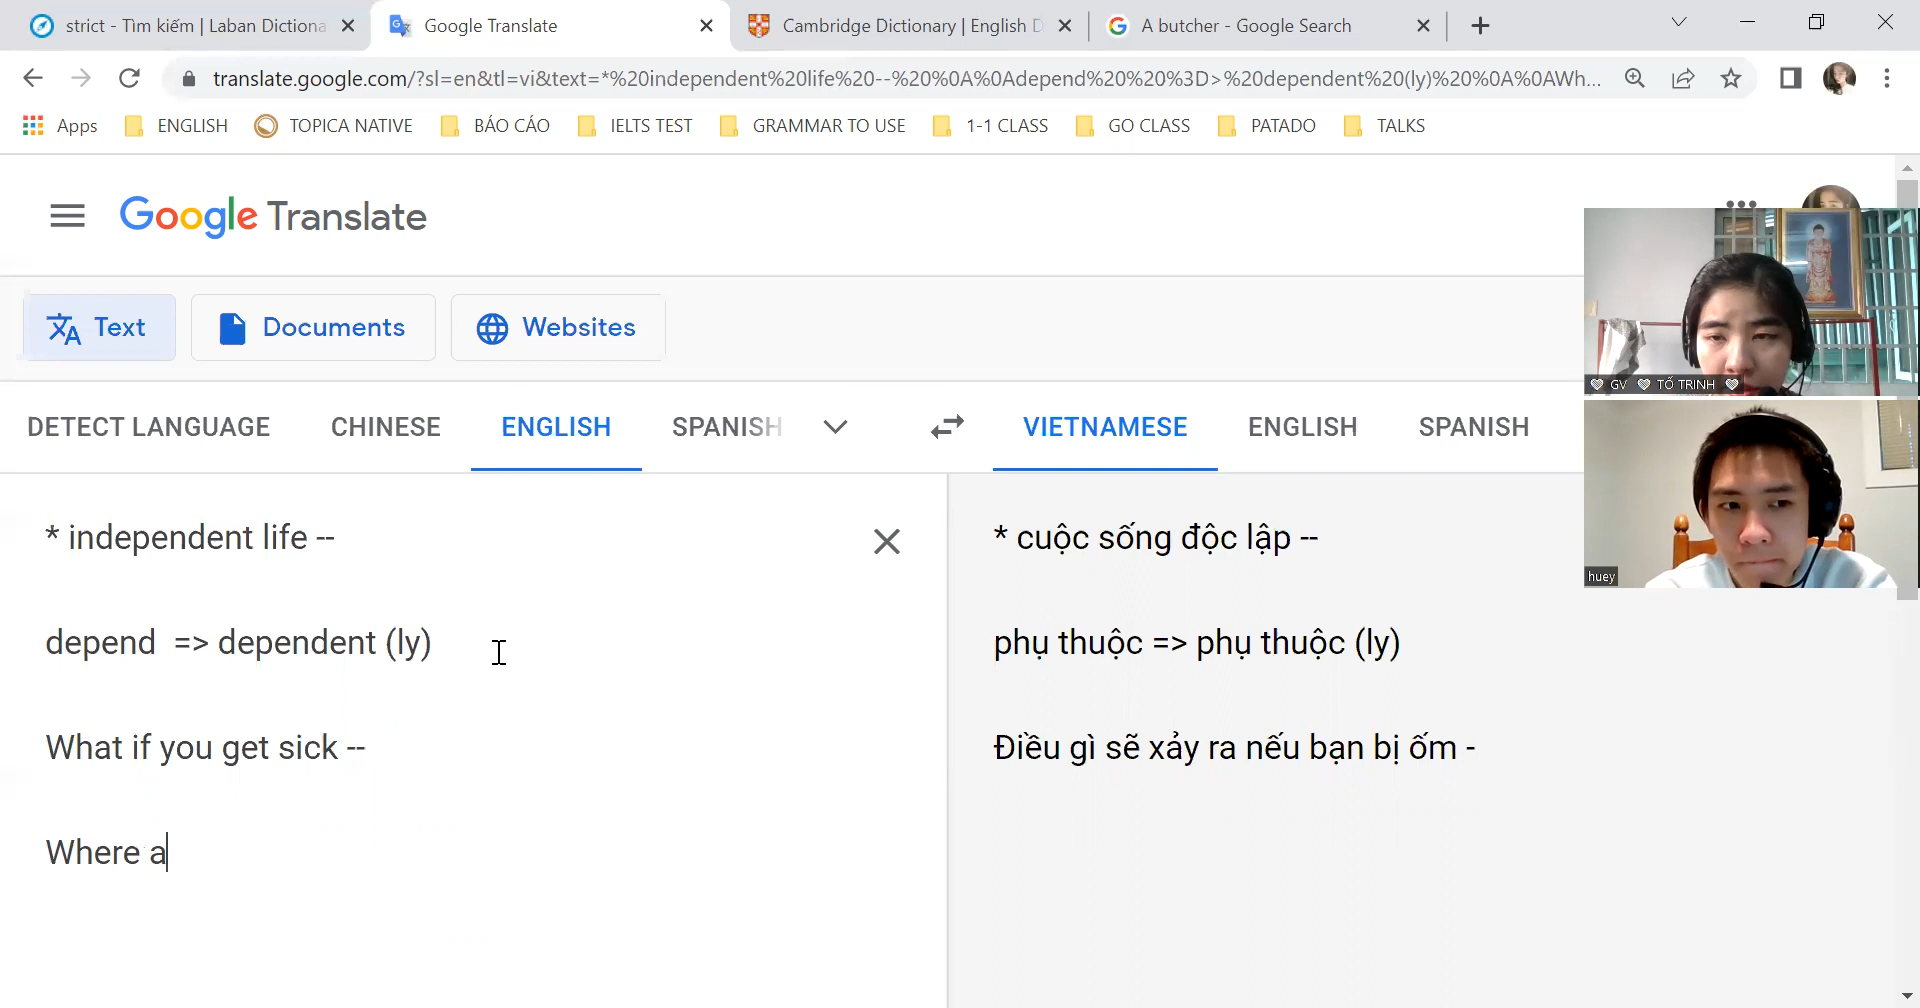 strict - Tìm kiếm | Laban Dictiona
Google Translate
Cambridge Dictionary | English D
A butcher - Google Search
translate.google.com/?sl=en&tl=vi&text=*%20independent%20life%20--%20%0A%0Adepend%20%20%3D>%20dependent%20(ly)%20%0A%0AWh...
Apps
ENGLISH
TOPICA NATIVE
BÁO CÁO
IELTS TEST
GRAMMAR TO USE
1-1 CLASS
GO CLASS
PATADO
TALKS
Google Translate
Text
Documents
Websites
GV TỐ TRINH
DETECT LANGUAGE
CHINESE
ENGLISH
SPANISH
VIETNAMESE
ENGLISH
SPANISH
* independent life --
* cuộc sống độc lập --
huey
depend => dependent (ly)
phụ thuộc => phụ thuộc (ly)
What if you get sick --
Điều gì sẽ xảy ra nếu bạn bị ốm -
Where a